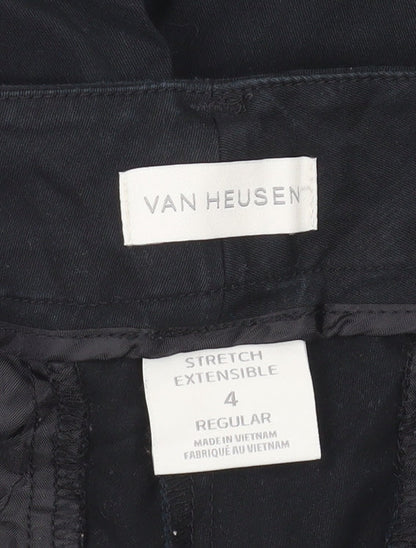 VAN HEUSEN
STRETCH
EXTENSIBLE
4
REGULAR
MADE IN VIETNAM
FABRIQUÉ AU VIETNAM